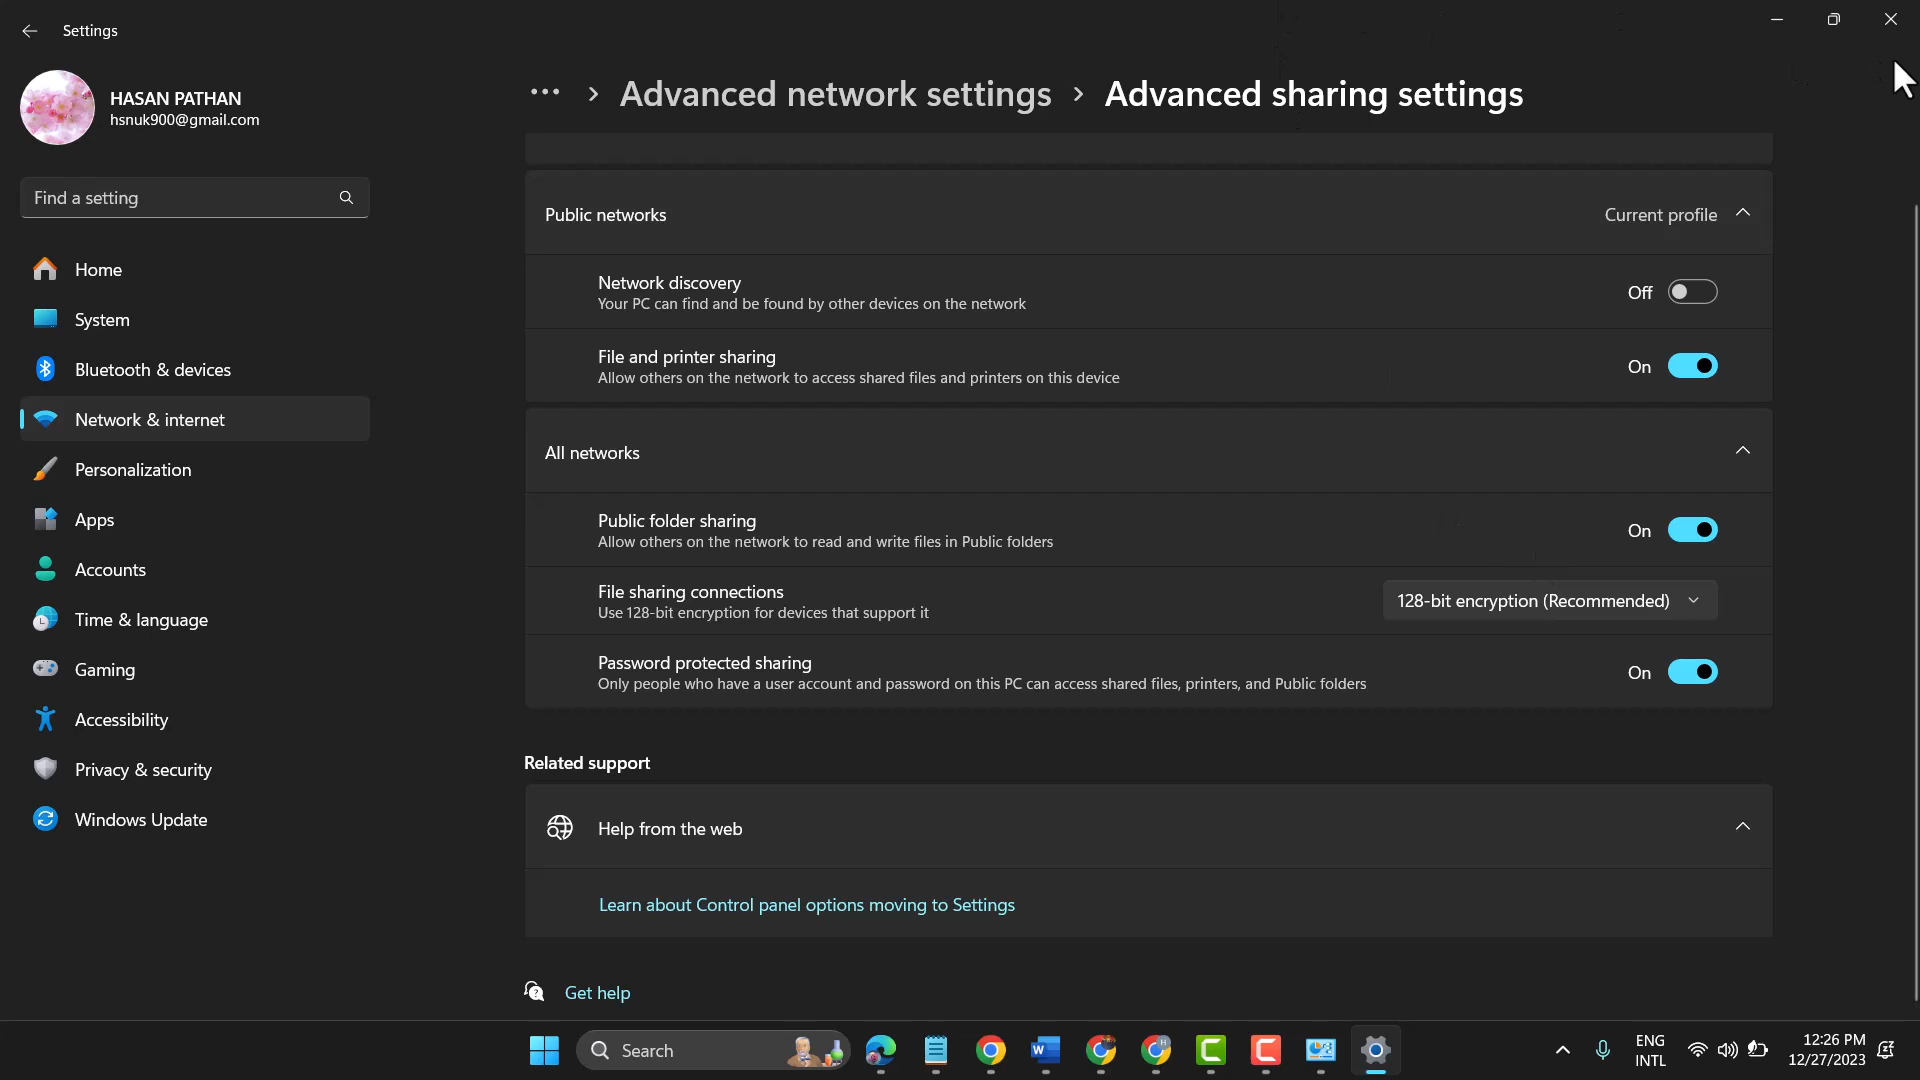 Settings
HASAN PATHAN
hsnuk900@gmail.com
Find a setting
Home
System
Bluetooth & devices
Network & internet
Personalization
Apps
Accounts
Time & language
Gaming
Accessibility
Privacy & security
Windows Update
... > Advanced network settings > Advanced sharing settings
Public networks Current profile
Network discovery Off
Your PC can find and be found by other devices on the network
File and printer sharing On
Allow others on the network to access shared files and printers on this device
All networks
Public folder sharing On
Allow others on the network to read and write files in Public folders
File sharing connections 128-bit encryption (Recommended)
Use 128-bit encryption for devices that support it
Password protected sharing On
Only people who have a user account and password on this PC can access shared files, printers, and Public folders
Related support
Help from the web
Learn about Control panel options moving to Settings
Get help
Search
ENG
INTL
12:26 PM
12/27/2023